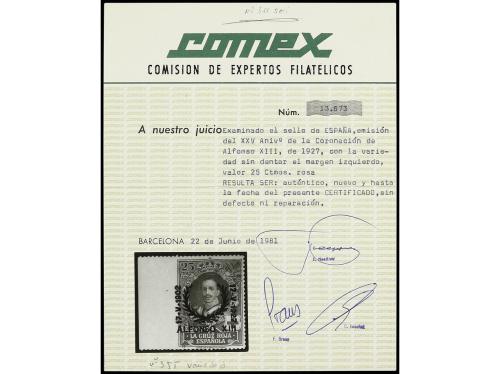 comex
COMISION DE EXPERTOS FILATELICOS
Núm. 13.673
A nuestro juicio Examinado el sello de ESPAÑA, emisión
del XXV Anivº de la Coronación de
Alfonso XIII, de 1927, con la varie-
dad sin dentar el margen izquierdo,
valor 25 Ctmos. rosa
RESULTA SER: auténtico, nuevo y hasta
la fecha del presente CERTIFICADO, sin
defecto ni reparación.
BARCELONA 22 de Junio de 1981
25
17-V-1902
ALFONSO XIII
LA CRUZ ROJA
ESPAÑOLA
nº 355